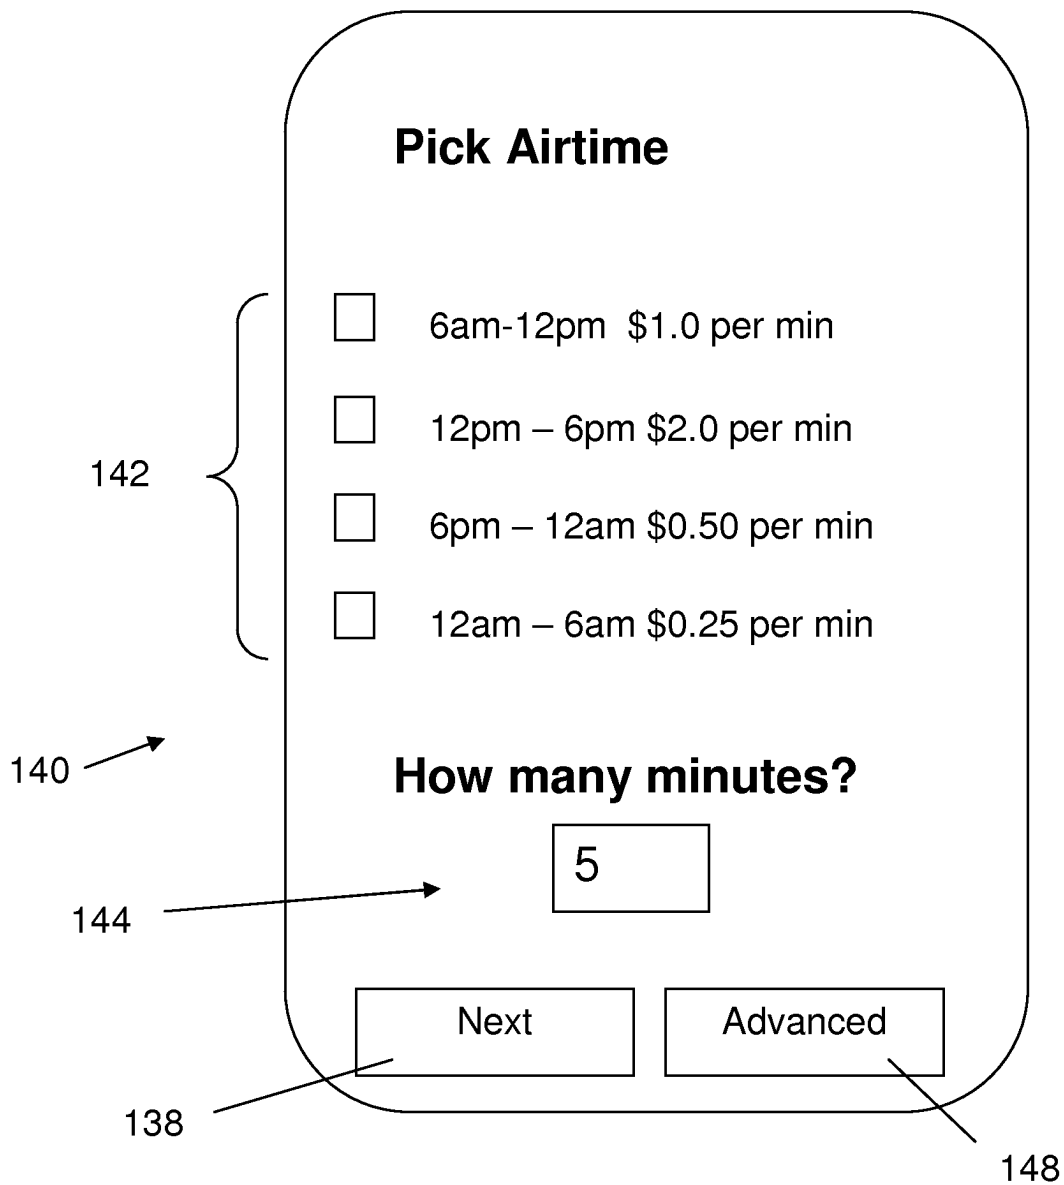 Pick Airtime
6am-12pm  $1.0 per min
12pm – 6pm $2.0 per min
142
6pm – 12am $0.50 per min
12am – 6am $0.25 per min
140
How many minutes?
5
144
Next
Advanced
138
148